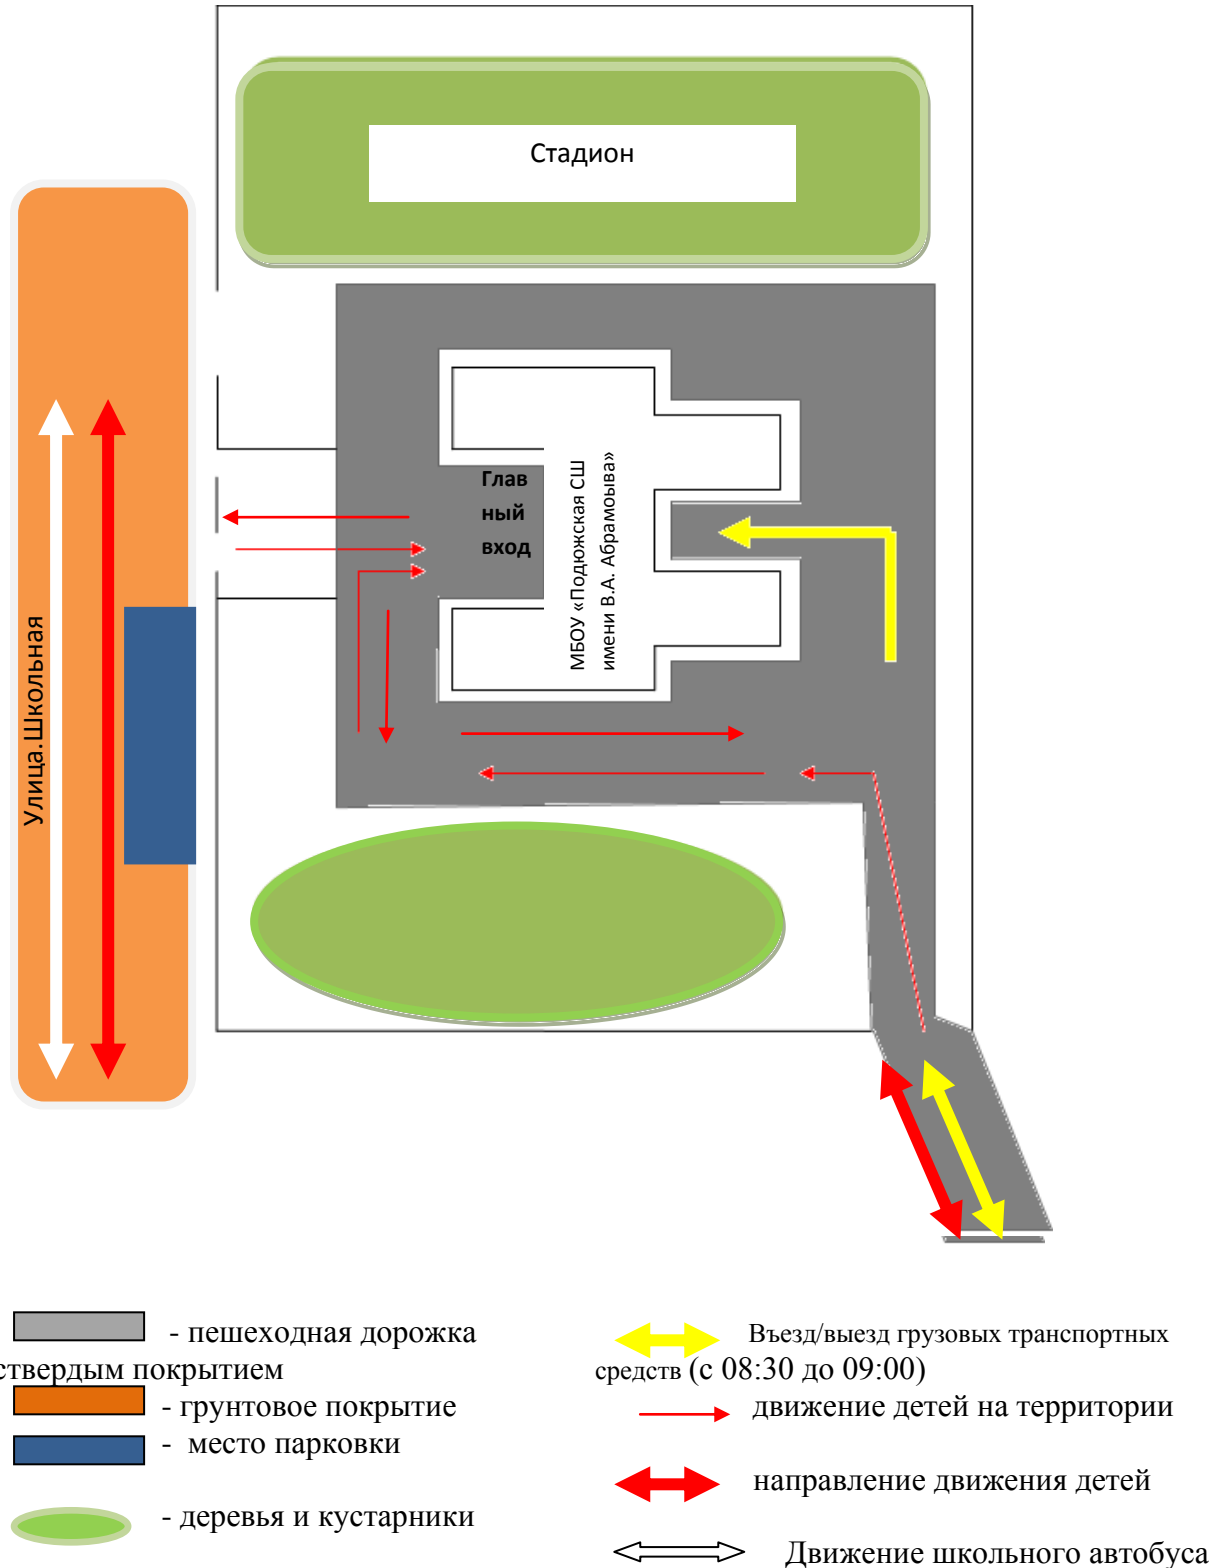 Стадион
Глав
ный
вход
МБОУ «Подюжская СШ
имени В.А. Абрамоыва»
Улица.Школьная
- пешеходная дорожка
ствердым покрытием
- грунтовое покрытие
- место парковки
- деревья и кустарники
Въезд/выезд грузовых транспортных
средств (с 08:30 до 09:00)
движение детей на территории
направление движения детей
Движение школьного автобуса